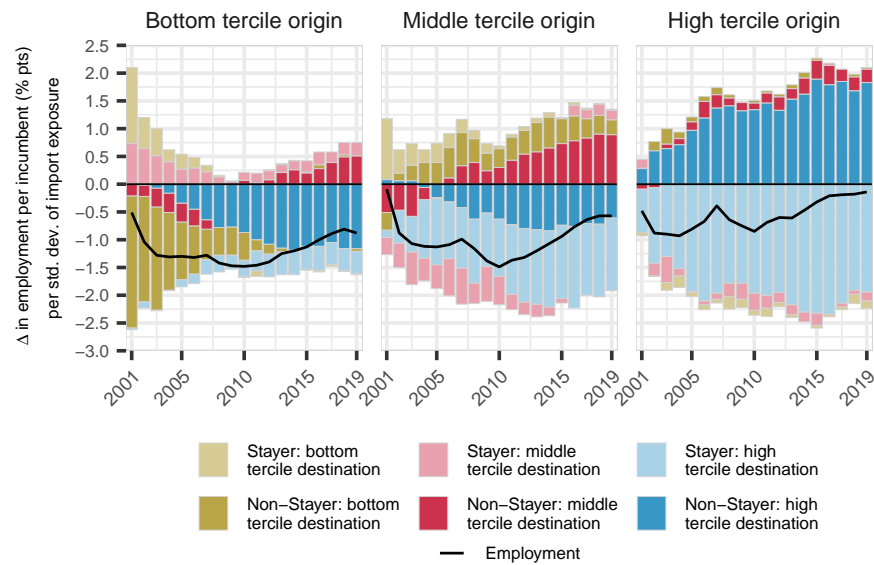 Bottom tercile origin
Middle tercile origin
High tercile origin
Δ in employment per incumbent (% pts)
per std. dev. of import exposure
2.5
2.0
1.5
1.0
0.5
0.0
−0.5
−1.0
−1.5
−2.0
−2.5
−3.0
2001
2005
2010
2015
2019
2001
2005
2010
2015
2019
2001
2005
2010
2015
2019
Stayer: bottom
tercile destination
Stayer: middle
tercile destination
Stayer: high
tercile destination
Non−Stayer: bottom
tercile destination
Non−Stayer: middle
tercile destination
Non−Stayer: high
tercile destination
Employment